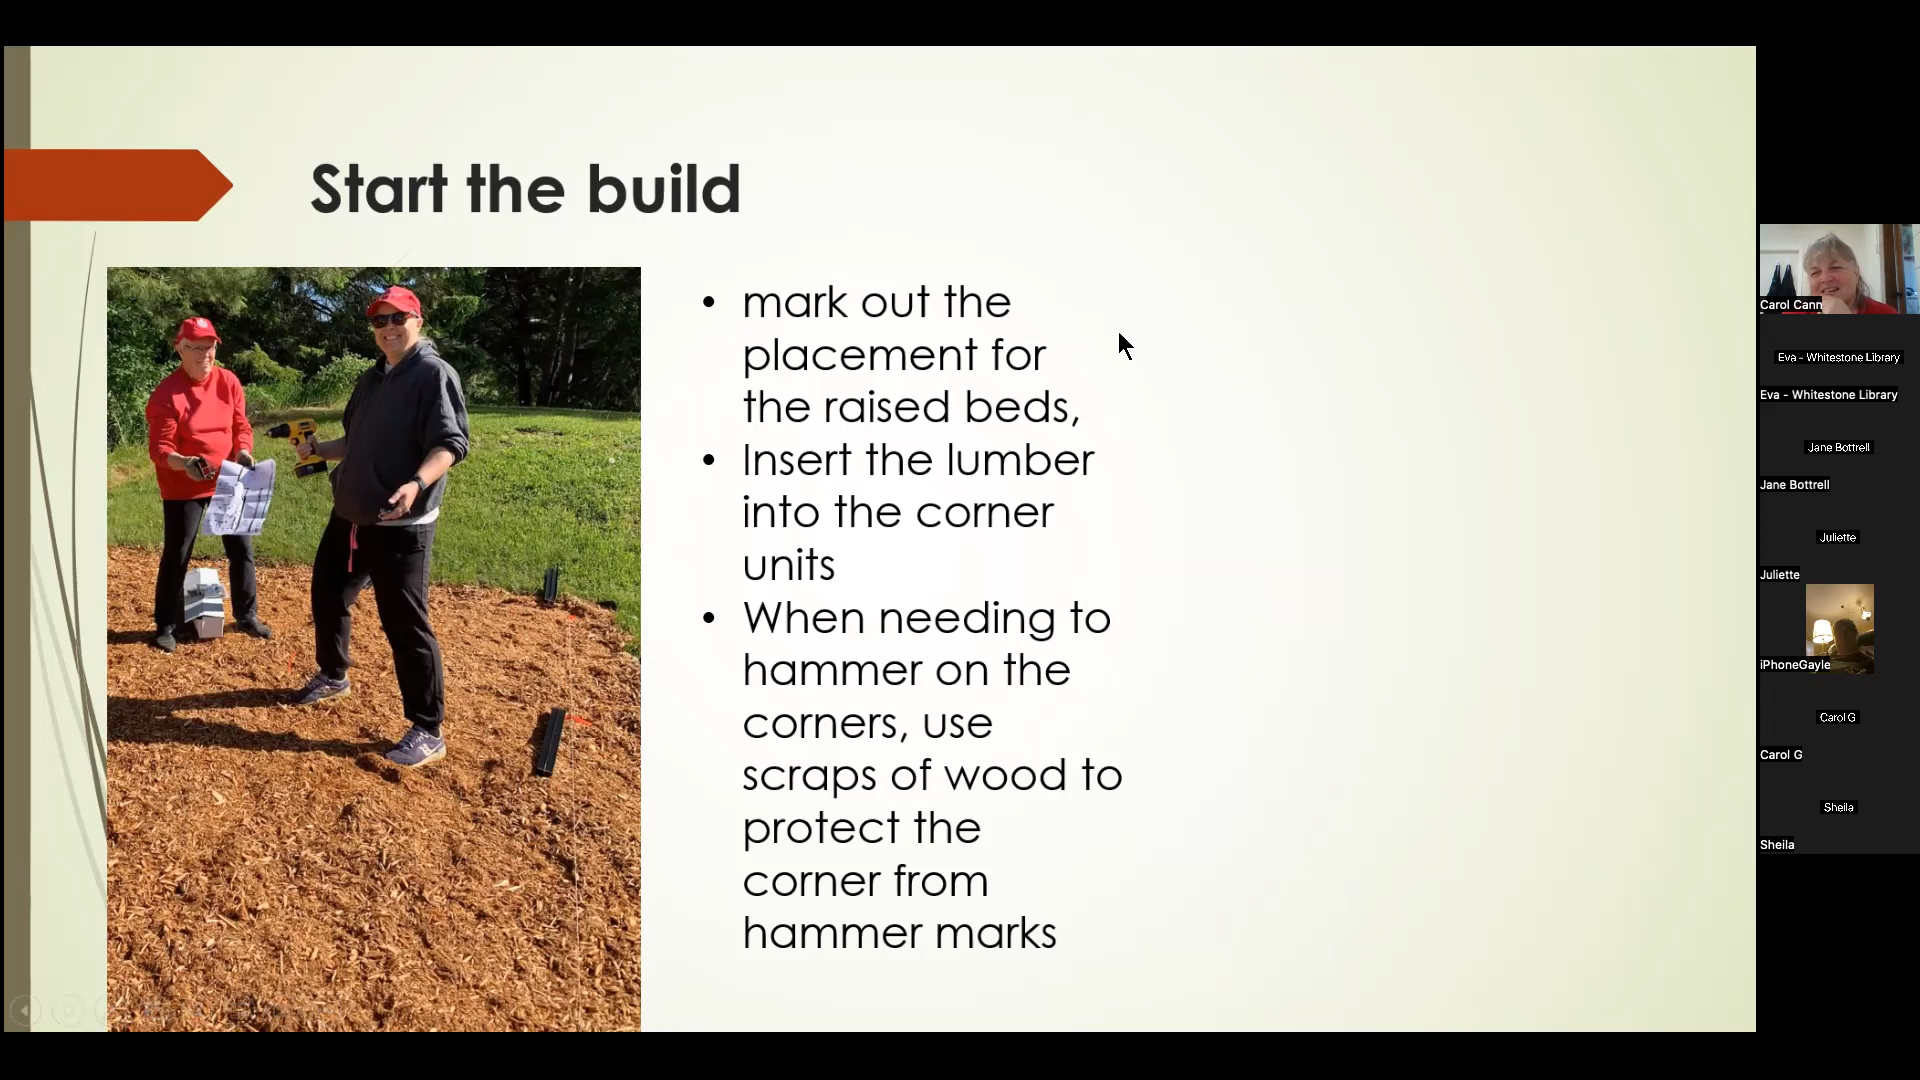 Start the build
• mark out the
placement for
the raised beds,
• Insert the lumber
into the corner
units
• When needing to
hammer on the
corners, use
scraps of wood to
protect the
corner from
hammer marks
Carol Cann
Eva - Whitestone Library
Eva - Whitestone Library
Jane Bottrell
Jane Bottrell
Juliette
Juliette
iPhoneGayle
Carol G
Carol G
Sheila
Sheila